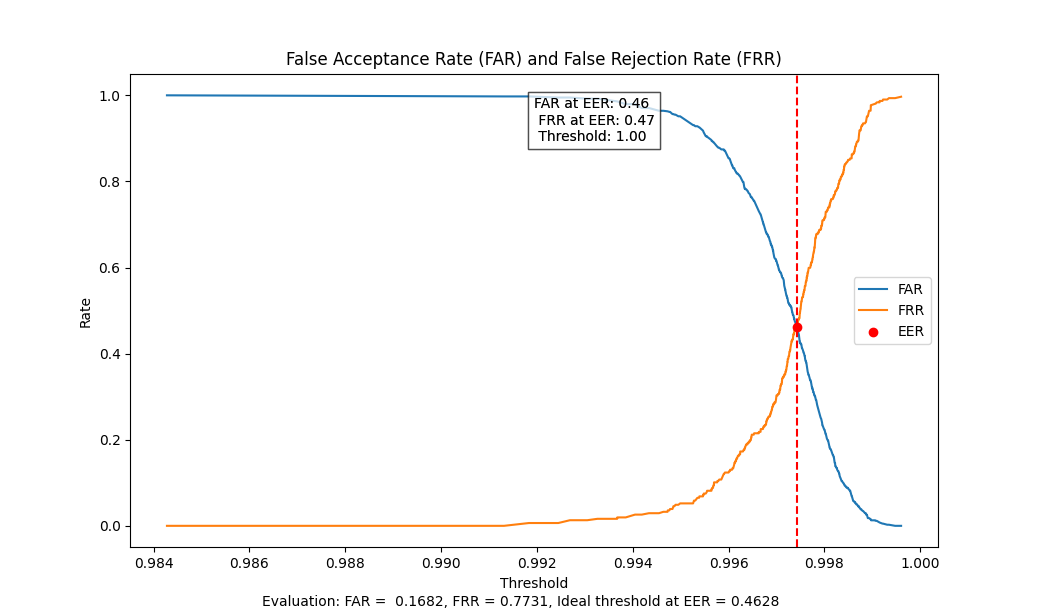 False Acceptance Rate (FAR) and False Rejection Rate (FRR)
1.0
0.8
0.6
0.4
0.2
0.0
Rate
FAR at EER: 0.46
FRR at EER: 0.47
Threshold: 1.00
FAR
FRR
EER
0.984 0.986 0.988 0.990 0.992 0.994 0.996 0.998 1.000
Threshold
Evaluation: FAR =  0.1682, FRR = 0.7731, Ideal threshold at EER = 0.4628